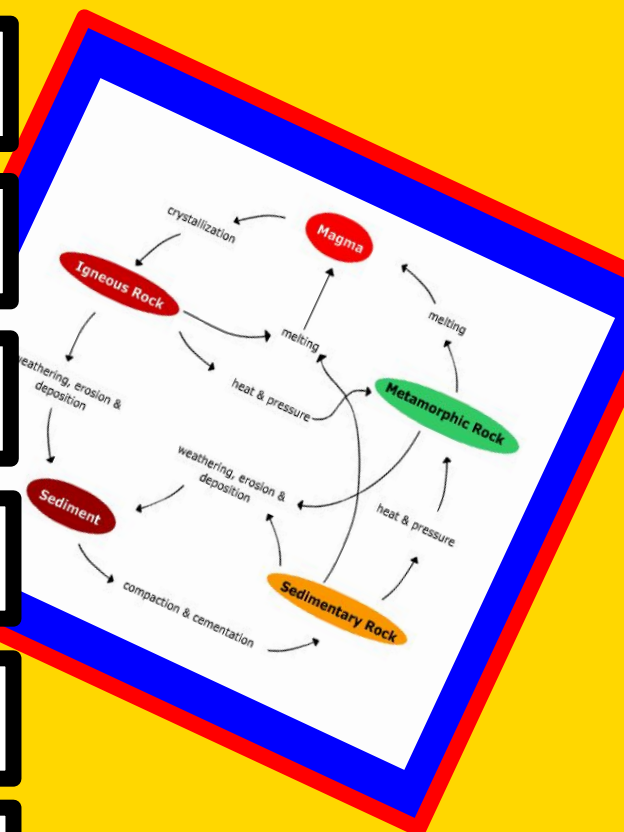 crystallization
Magma
Igneous Rock
melting
melting
heat & pressure
Metamorphic Rock
erosion &
deposition
weathering, erosion &
deposition
heat & pressure
Sediment
Sedimentary Rock
compaction & cementation